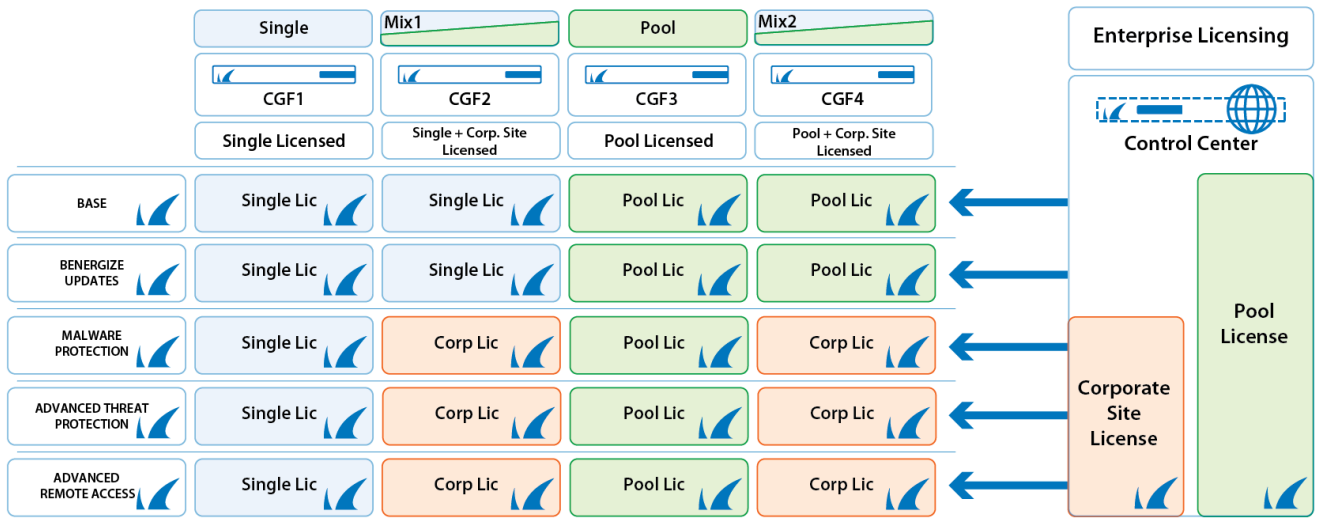 Single
Mix1
Pool
Mix2
Enterprise Licensing
CGF1
CGF2
CGF3
CGF4
Control Center
Single Licensed
Single + Corp. Site
Licensed
Pool Licensed
Pool + Corp. Site
Licensed
BASE
Single Lic
Single Lic
Pool Lic
Pool Lic
BENERGIZE
UPDATES
Single Lic
Single Lic
Pool Lic
Pool Lic
MALWARE
PROTECTION
Single Lic
Corp Lic
Pool Lic
Corp Lic
ADVANCED THREAT
PROTECTION
Single Lic
Corp Lic
Pool Lic
Corp Lic
ADVANCED
REMOTE ACCESS
Single Lic
Corp Lic
Pool Lic
Corp Lic
Corporate
Site
License
Pool
License